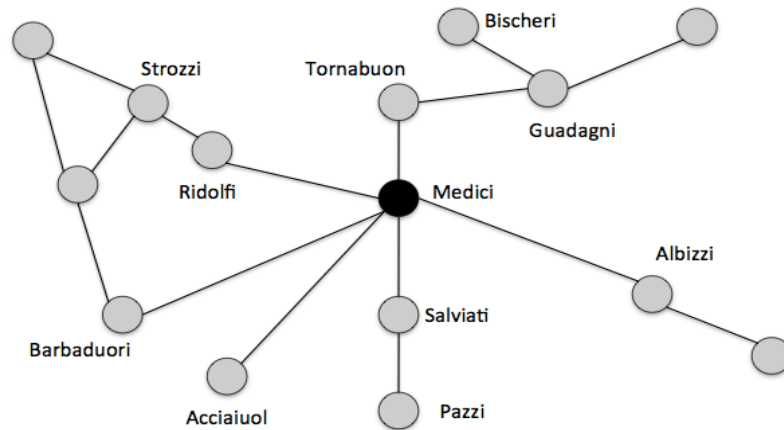 Bischeri
Strozzi
Tornabuon
Guadagni
Ridolfi
Medici
Albizzi
Salviati
Barbaduori
Acciaiuol
Pazzi